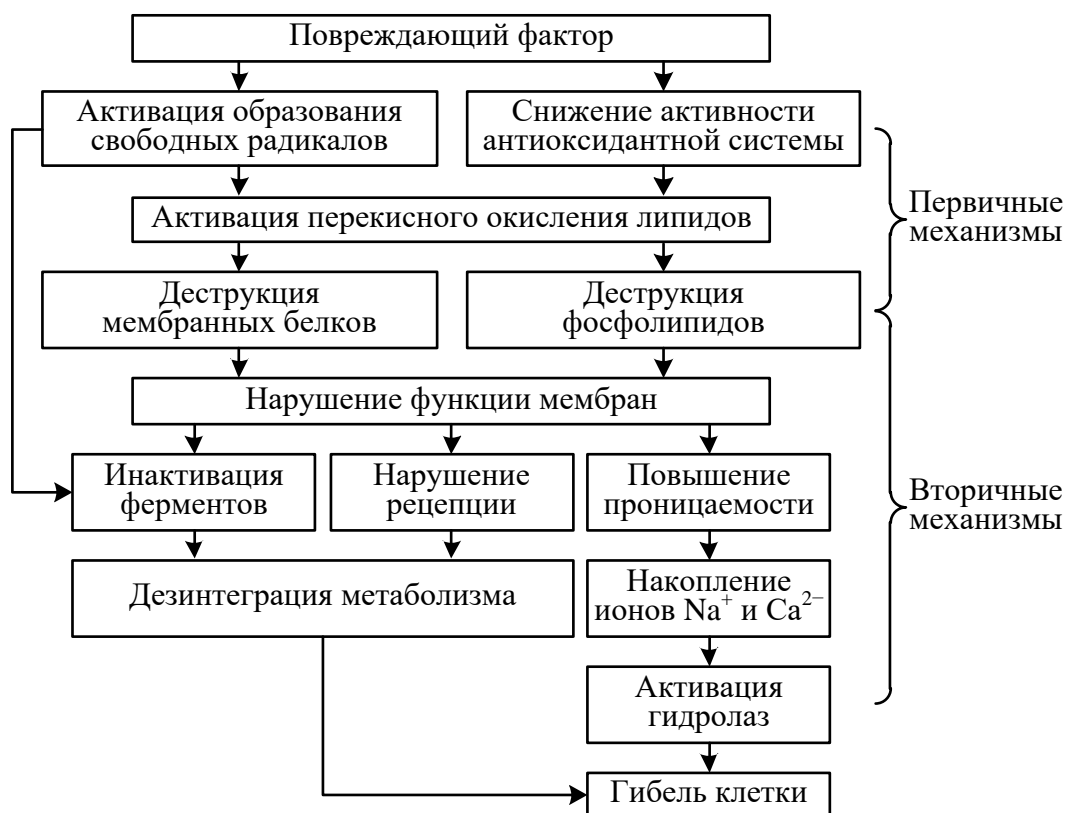 Повреждающий фактор
Активация образования
свободных радикалов
Снижение активности
антиоксидантной системы
Активация перекисного окисления липидов
Первичные
механизмы
Деструкция
мембранных белков
Деструкция
фосфолипидов
Нарушение функции мембран
Инактивация
ферментов
Нарушение
рецепции
Повышение
проницаемости
Вторичные
механизмы
Дезинтеграция метаболизма
Накопление
ионов Na⁺ и Ca²⁻
Активация
гидролаз
Гибель клетки